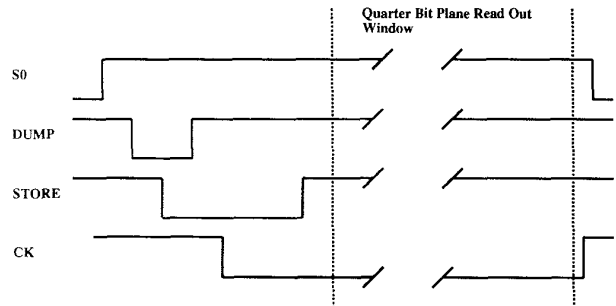 Quarter Bit Plane Read Out
Window
S0
DUMP
STORE
CK